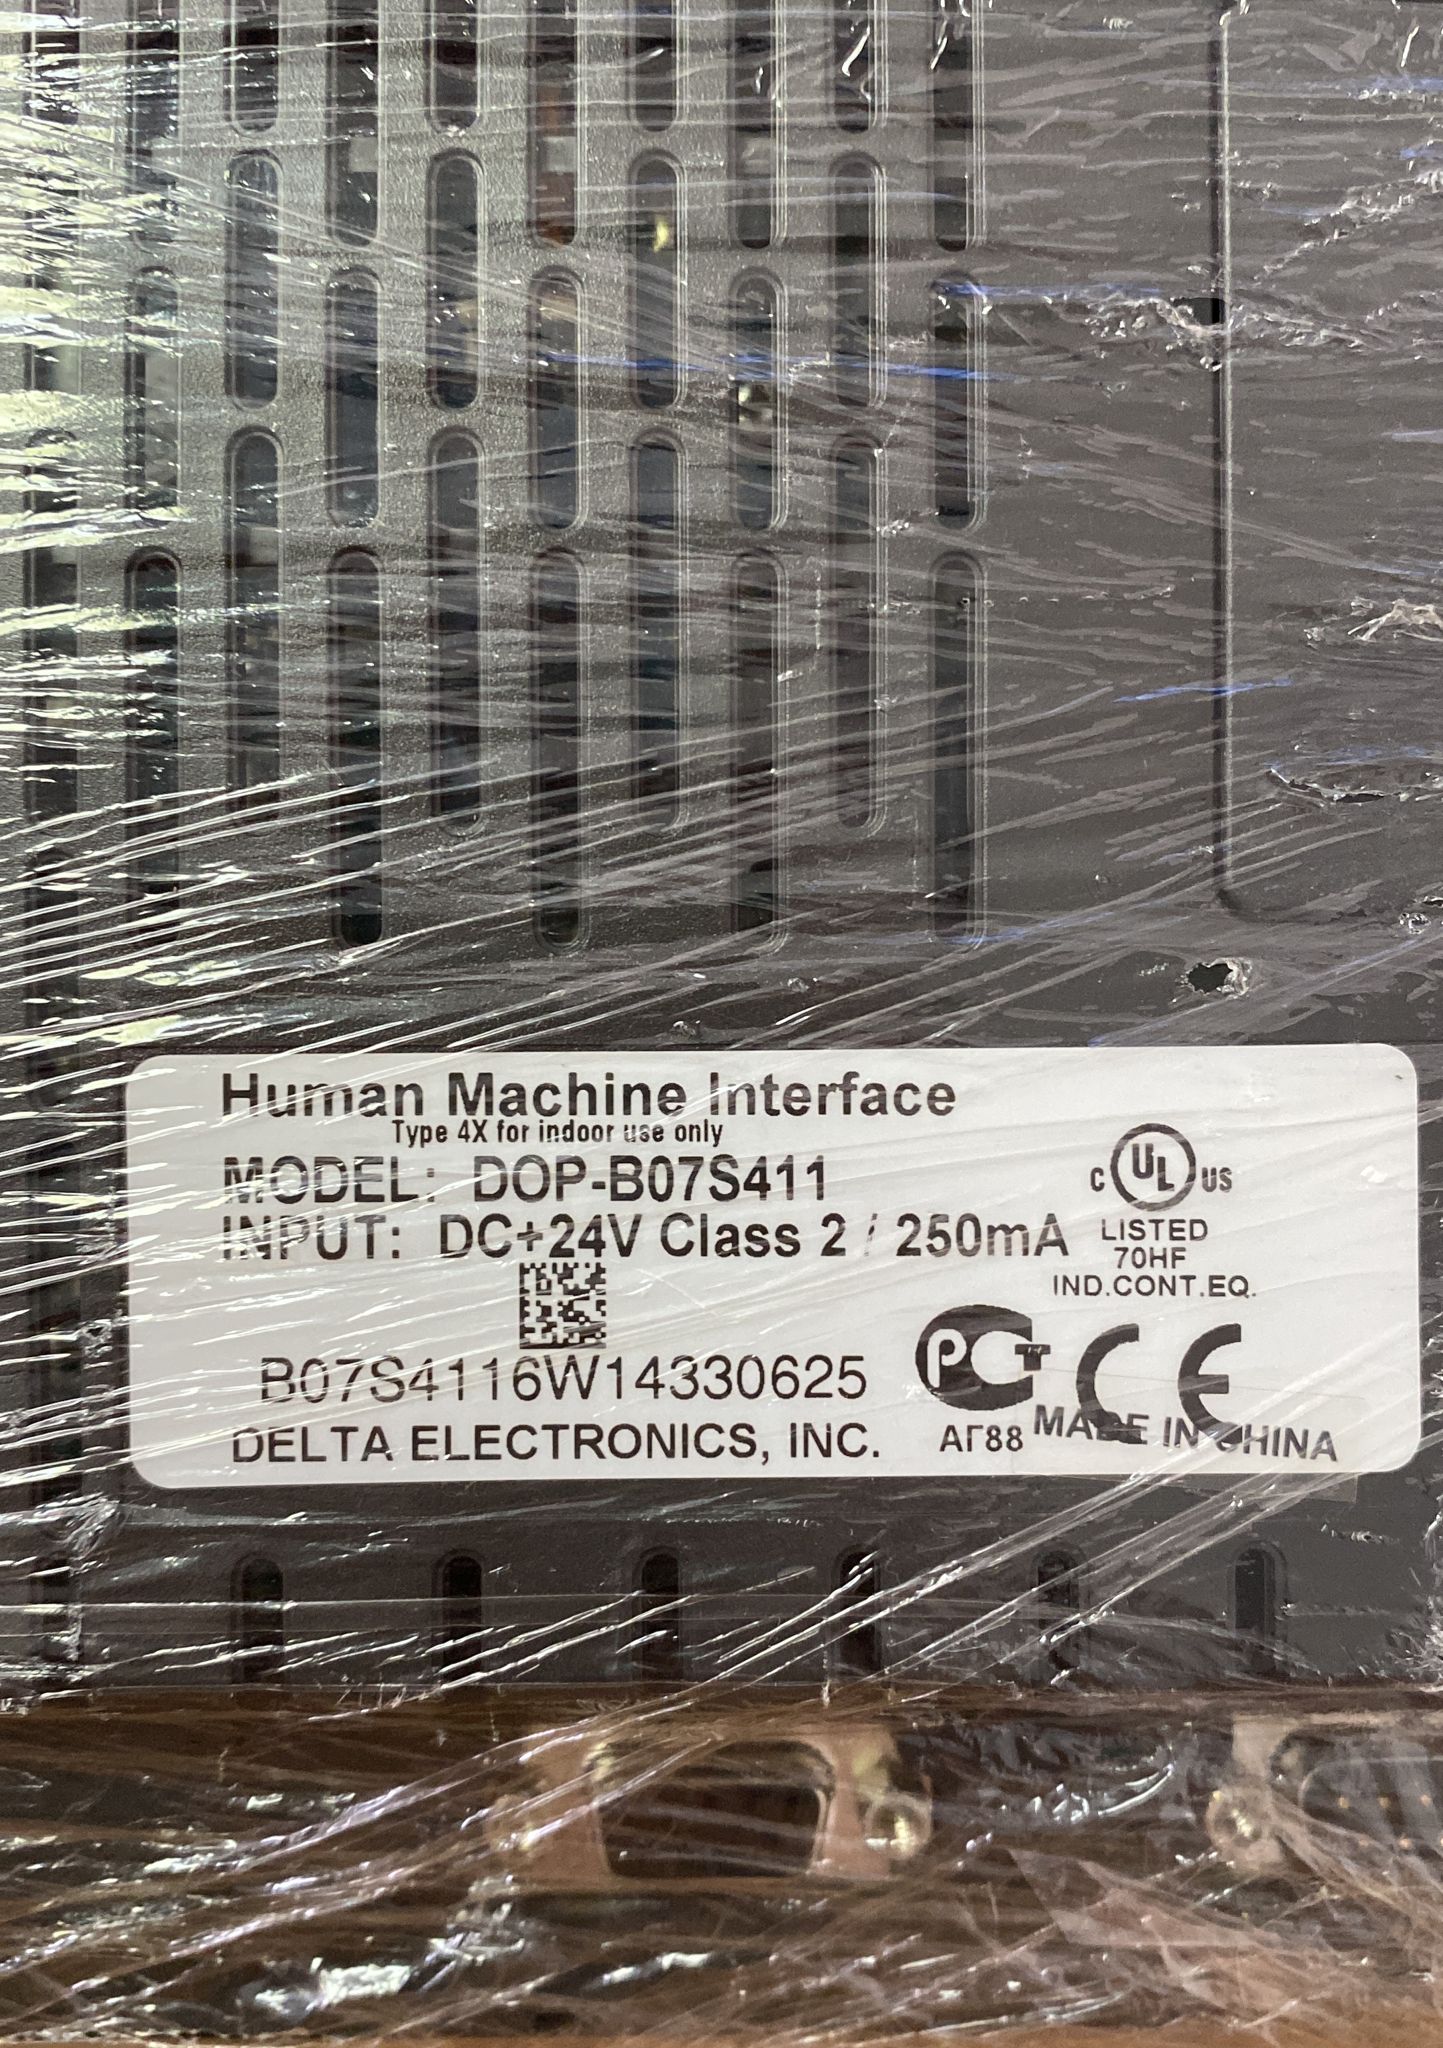 Human Machine Interface
Type 4X for indoor use only
MODEL: DOP-B07S411
INPUT: DC+24V Class 2 / 250mA
C UL US
LISTED
70HF
IND.CONT.EQ.
B07S4116W14330625
DELTA ELECTRONICS, INC.
РСТ
АГ88
CE
MADE IN CHINA